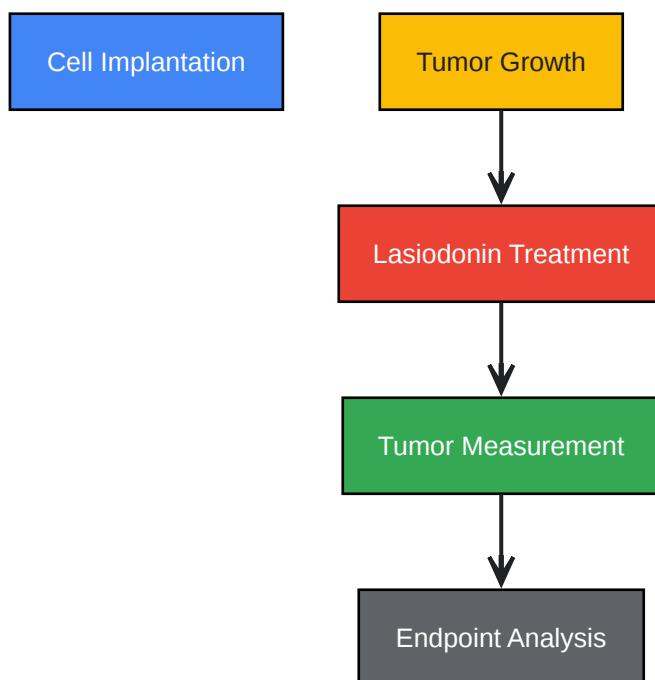 Cell Implantation
Tumor Growth
Lasiodonin Treatment
Tumor Measurement
Endpoint Analysis